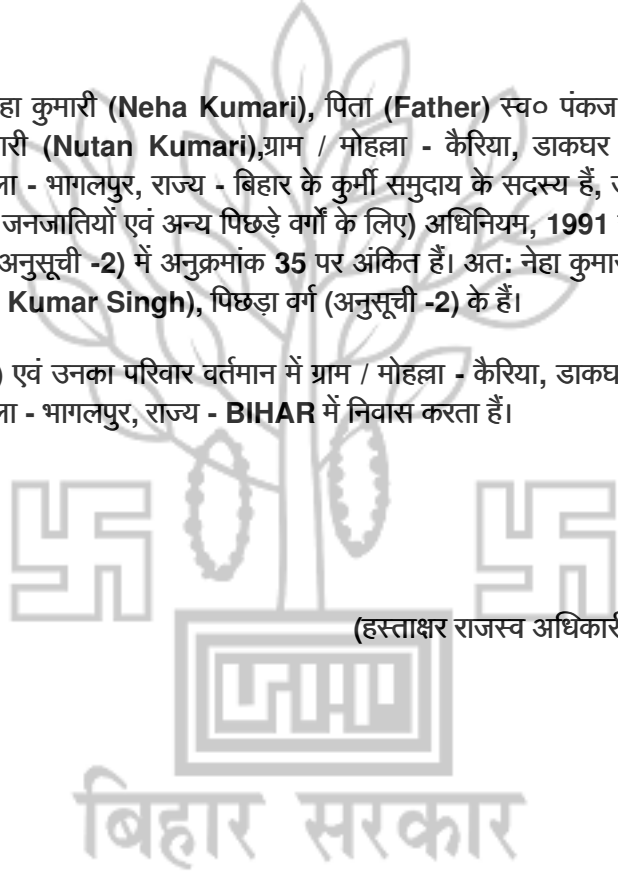 हा कुमारी (Neha Kumari), पिता (Father) स्व० पंकज
ारी (Nutan Kumari),ग्राम / मोहल्ला - कैरिया, डाकघर
ला - भागलपुर, राज्य - बिहार के कुर्मी समुदाय के सदस्य हैं,
जनजातियों एवं अन्य पिछड़े वर्गों के लिए) अधिनियम, 1991
अनुसूची -2) में अनुक्रमांक 35 पर अंकित हैं। अत: नेहा कुमार
Kumar Singh), पिछड़ा वर्ग (अनुसूची -2) के हैं।
) एवं उनका परिवार वर्तमान में ग्राम / मोहल्ला - कैरिया, डाकघ
ला - भागलपुर, राज्य - BIHAR में निवास करता हैं।
(हस्ताक्षर राजस्व अधिकारी
बिहार सरकार